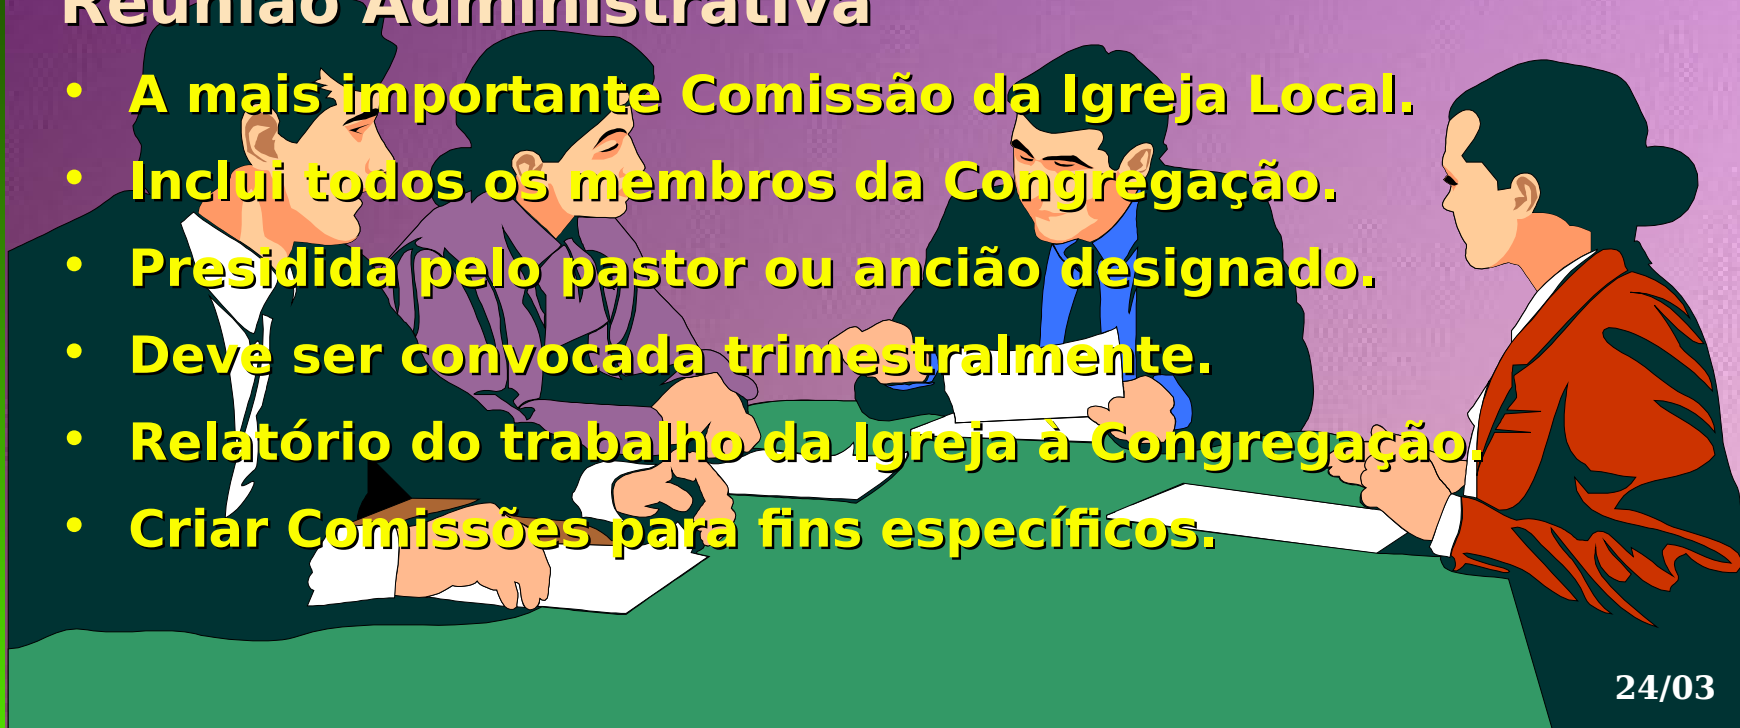 Reunião Administrativa
• A mais importante Comissão da Igreja Local.
• Inclui todos os membros da Congregação.
• Presidida pelo pastor ou ancião designado.
• Deve ser convocada trimestralmente.
• Relatório do trabalho da Igreja à Congregação.
• Criar Comissões para fins específicos.
24/03